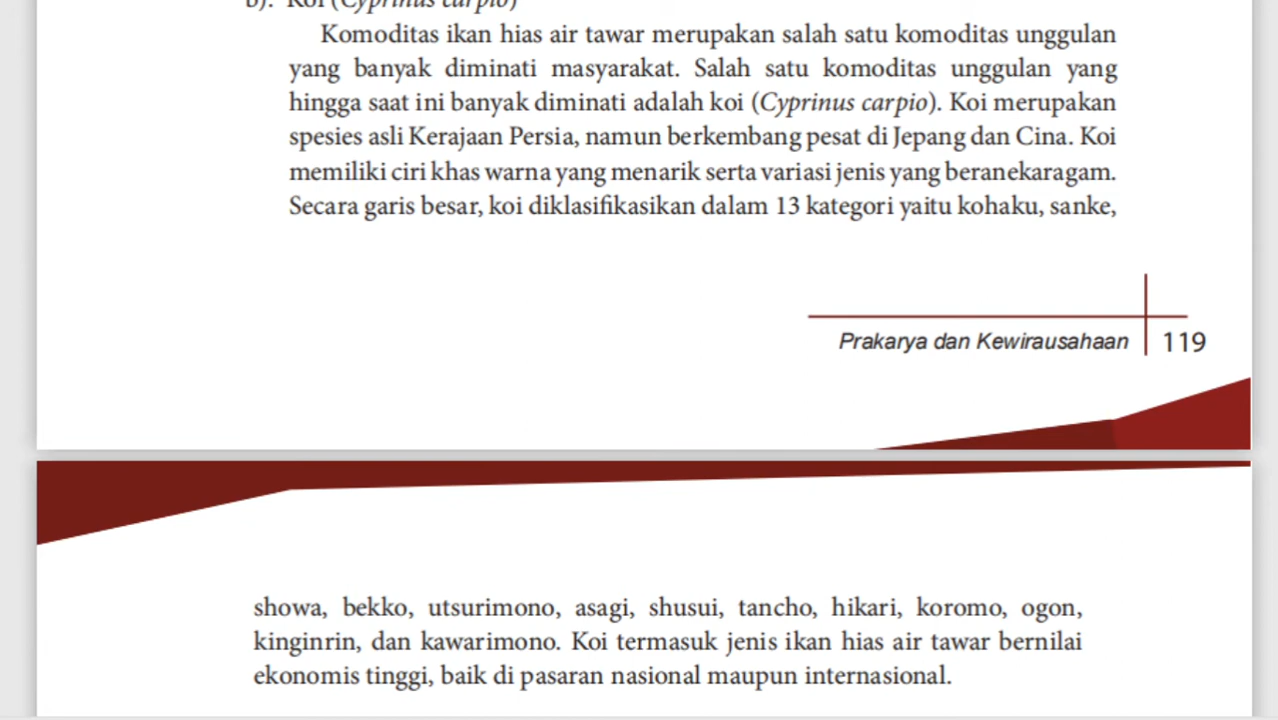 b). Koi (Cyprinus carpio)
Komoditas ikan hias air tawar merupakan salah satu komoditas unggulan
yang banyak diminati masyarakat. Salah satu komoditas unggulan yang
hingga saat ini banyak diminati adalah koi (Cyprinus carpio). Koi merupakan
spesies asli Kerajaan Persia, namun berkembang pesat di Jepang dan Cina. Koi
memiliki ciri khas warna yang menarik serta variasi jenis yang beranekaragam.
Secara garis besar, koi diklasifikasikan dalam 13 kategori yaitu kohaku, sanke,
Prakarya dan Kewirausahaan 119
showa, bekko, utsurimono, asagi, shusui, tancho, hikari, koromo, ogon,
kinginrin, dan kawarimono. Koi termasuk jenis ikan hias air tawar bernilai
ekonomis tinggi, baik di pasaran nasional maupun internasional.